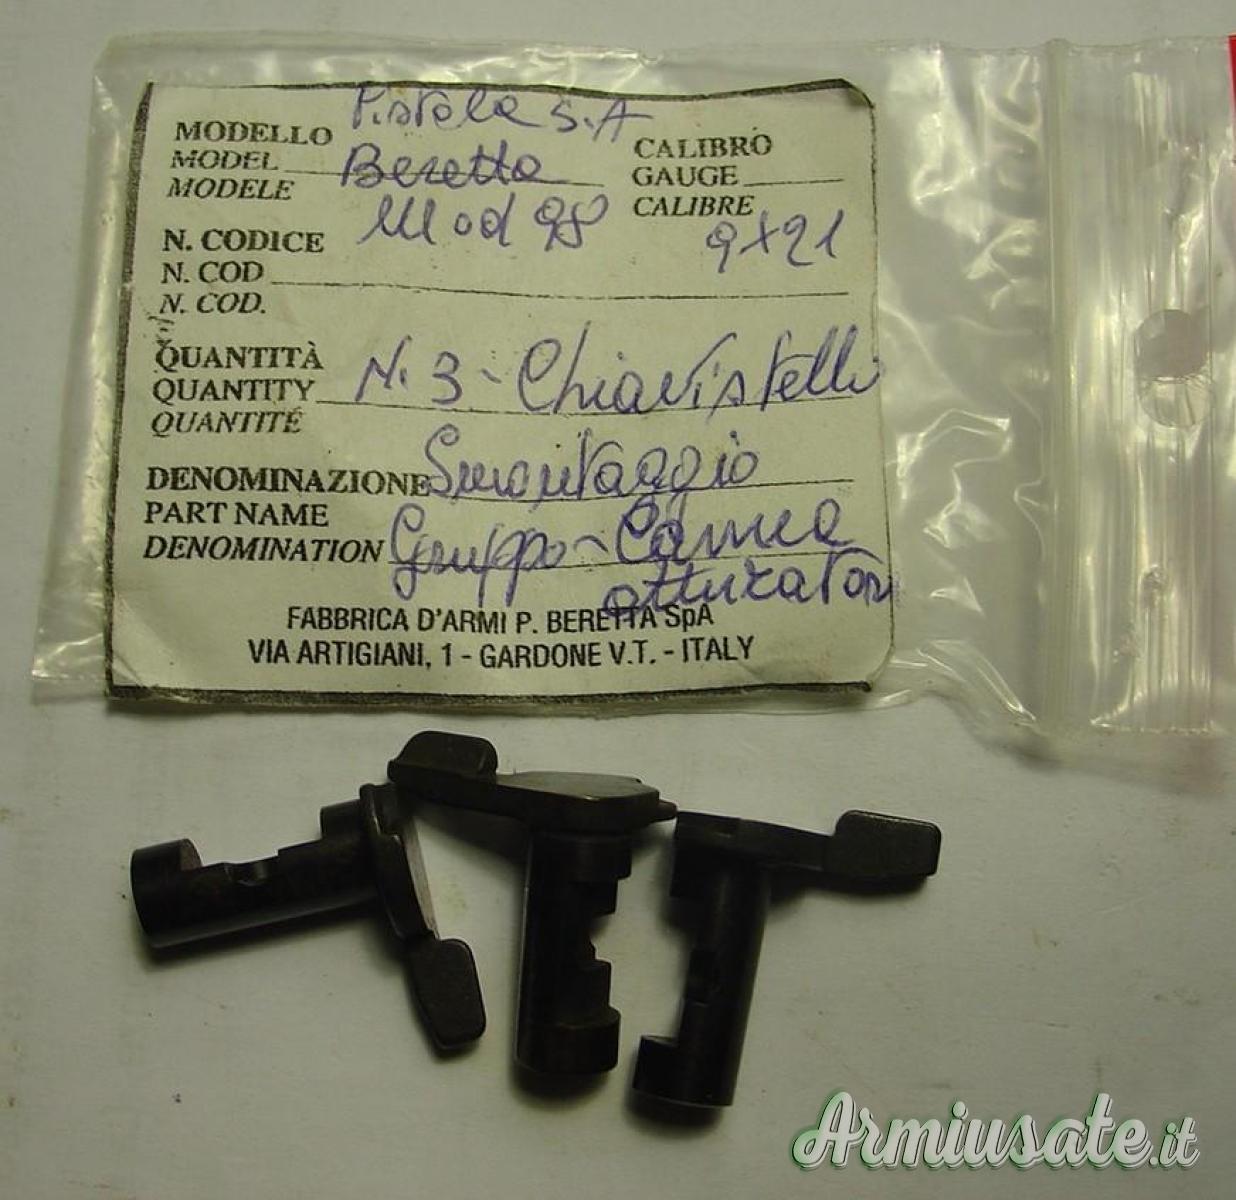 Pistola S.A
MODELLO
MODEL Beretta
MODELE Mod 98
CALIBRO
GAUGE
CALIBRE
9x21
N. CODICE
N. COD
N. COD.
QUANTITÀ
QUANTITY N. 3 - Chiavistelli
QUANTITÉ
DENOMINAZIONE Smontaggio
PART NAME
DENOMINATION Gruppo - Canna
otturatore
FABBRICA D'ARMI P. BERETTA SpA
VIA ARTIGIANI, 1 - GARDONE V.T. - ITALY
Armiusate.it